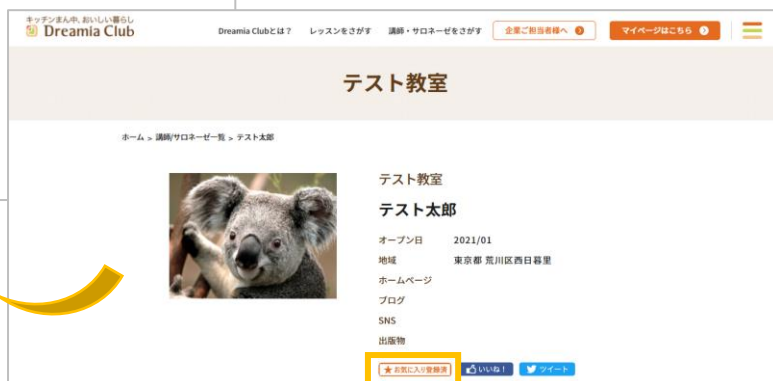 キッチンまん中、おいしい暮らし
Dreamia Club
Dreamia Clubとは？ レッスンをさがす 講師・サロネーゼをさがす 企業ご担当者様へ マイページはこちら
テスト教室
ホーム > 講師/サロネーゼ一覧 > テスト太郎
テスト教室
テスト太郎
オープン日 2021/01
地域 東京都 荒川区西日暮里
ホームページ
ブログ
SNS
出版物
★お気に入り登録済 いいね！ ツイート